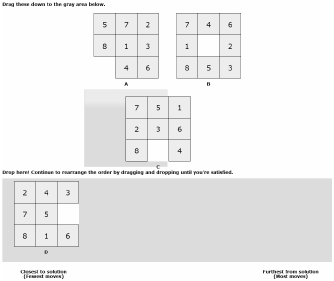 Drag these down to the gray area below.
5 7 2
8 1 3
4 6
A
7 4 6
1 2
8 5 3
B
7 5 1
2 3 6
8 4
C
Drop here! Continue to rearrange the order by dragging and dropping until you're satisfied.
2 4 3
7 5
8 1 6
D
Closest to solution
(Fewest moves)
Furthest from solution
(Most moves)